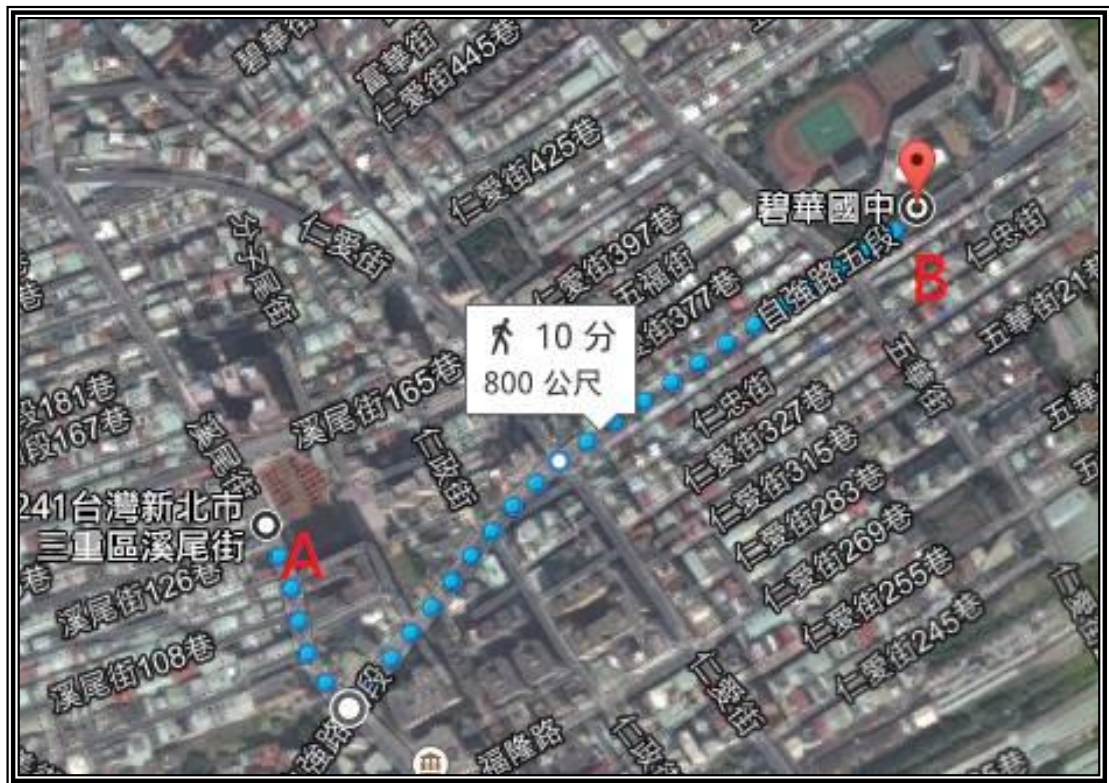 碧華街
富華街
仁愛街445巷
仁愛街425巷
碧華國中
分子尾街
仁愛街
仁愛街397巷
五福街
愛街377巷
自強路五段
B
仁忠街
五華街21巷
10 分
800 公尺
五華街
段181巷
段167巷
溪尾街165巷
溪尾街
仁政街
仁忠街
仁愛街327巷
仁愛街315巷
仁愛街283巷
仁愛街269巷
仁愛街255巷
仁愛街245巷
241台灣新北市
三重區溪尾街
A
溪尾街126巷
溪尾街108巷
強路
段
福隆路
仁政街
仁愛街
仁愛